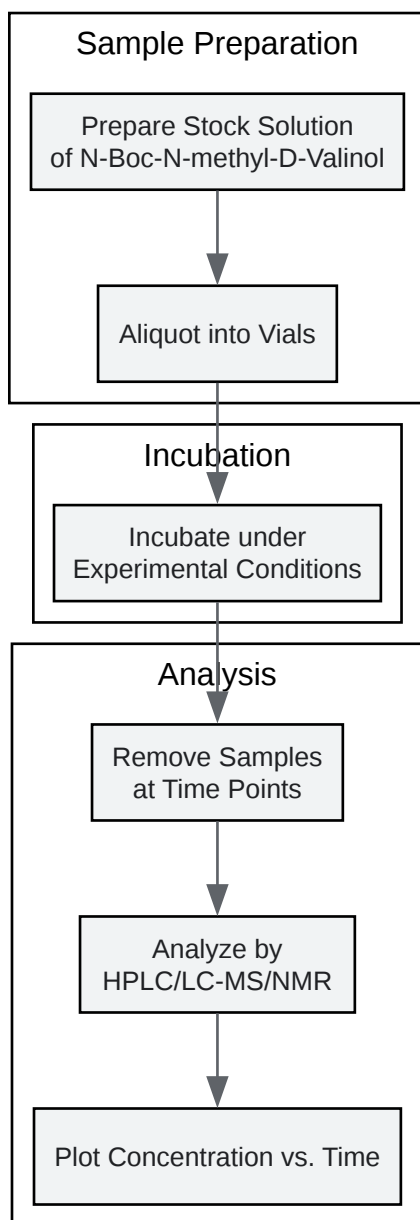 Sample Preparation
Prepare Stock Solution
of N-Boc-N-methyl-D-Valinol
Aliquot into Vials
Incubation
Incubate under
Experimental Conditions
Analysis
Remove Samples
at Time Points
Analyze by
HPLC/LC-MS/NMR
Plot Concentration vs. Time